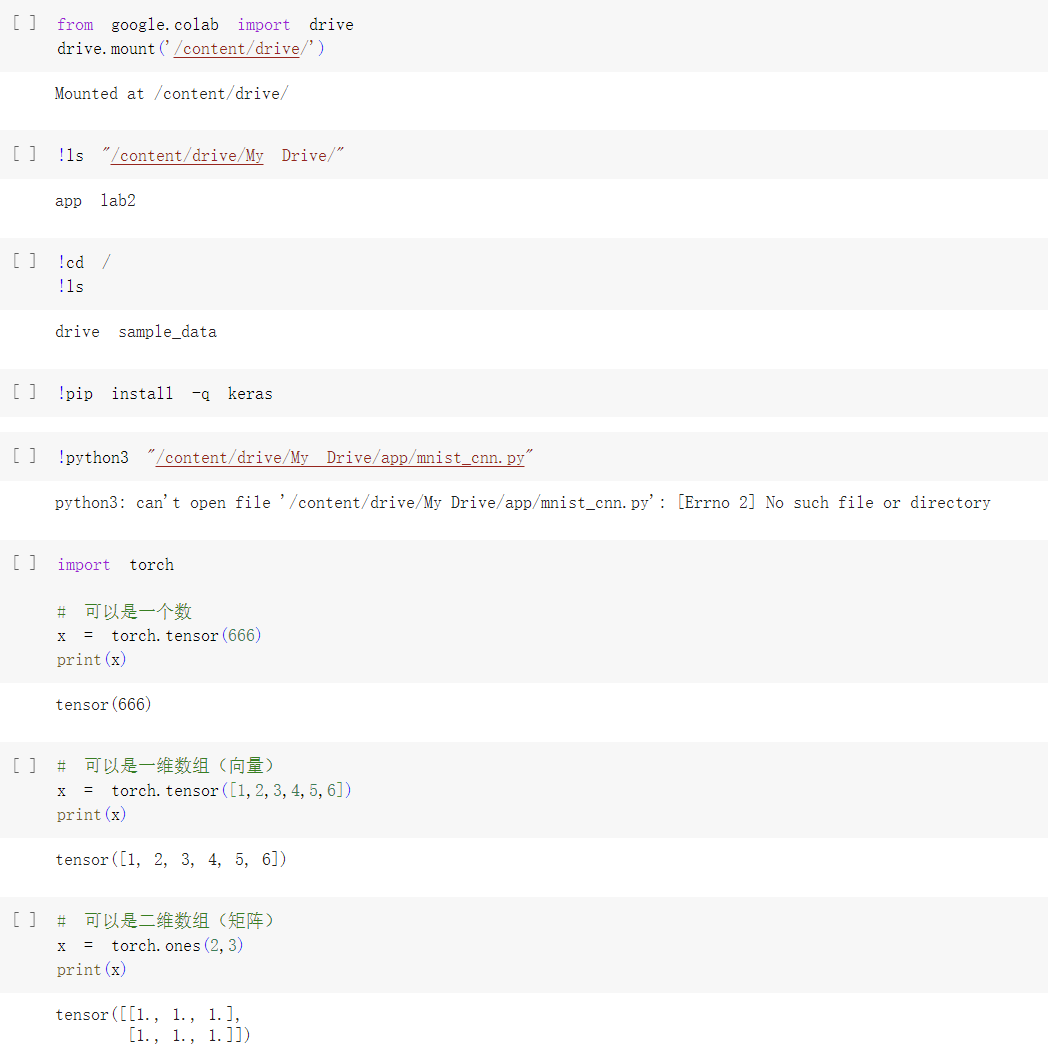 [ ] from google.colab import drive
drive.mount('/content/drive/')
Mounted at /content/drive/
[ ] !ls "/content/drive/My Drive/"
app lab2
[ ] !cd /
!ls
drive sample_data
[ ] !pip install -q keras
[ ] !python3 "/content/drive/My Drive/app/mnist_cnn.py"
python3: can't open file '/content/drive/My Drive/app/mnist_cnn.py': [Errno 2] No such file or directory
[ ] import torch
# 可以是一个数
x = torch.tensor(666)
print(x)
tensor(666)
[ ] # 可以是一维数组（向量）
x = torch.tensor([1,2,3,4,5,6])
print(x)
tensor([1, 2, 3, 4, 5, 6])
[ ] # 可以是二维数组（矩阵）
x = torch.ones(2,3)
print(x)
tensor([[1., 1., 1.],
[1., 1., 1.]])